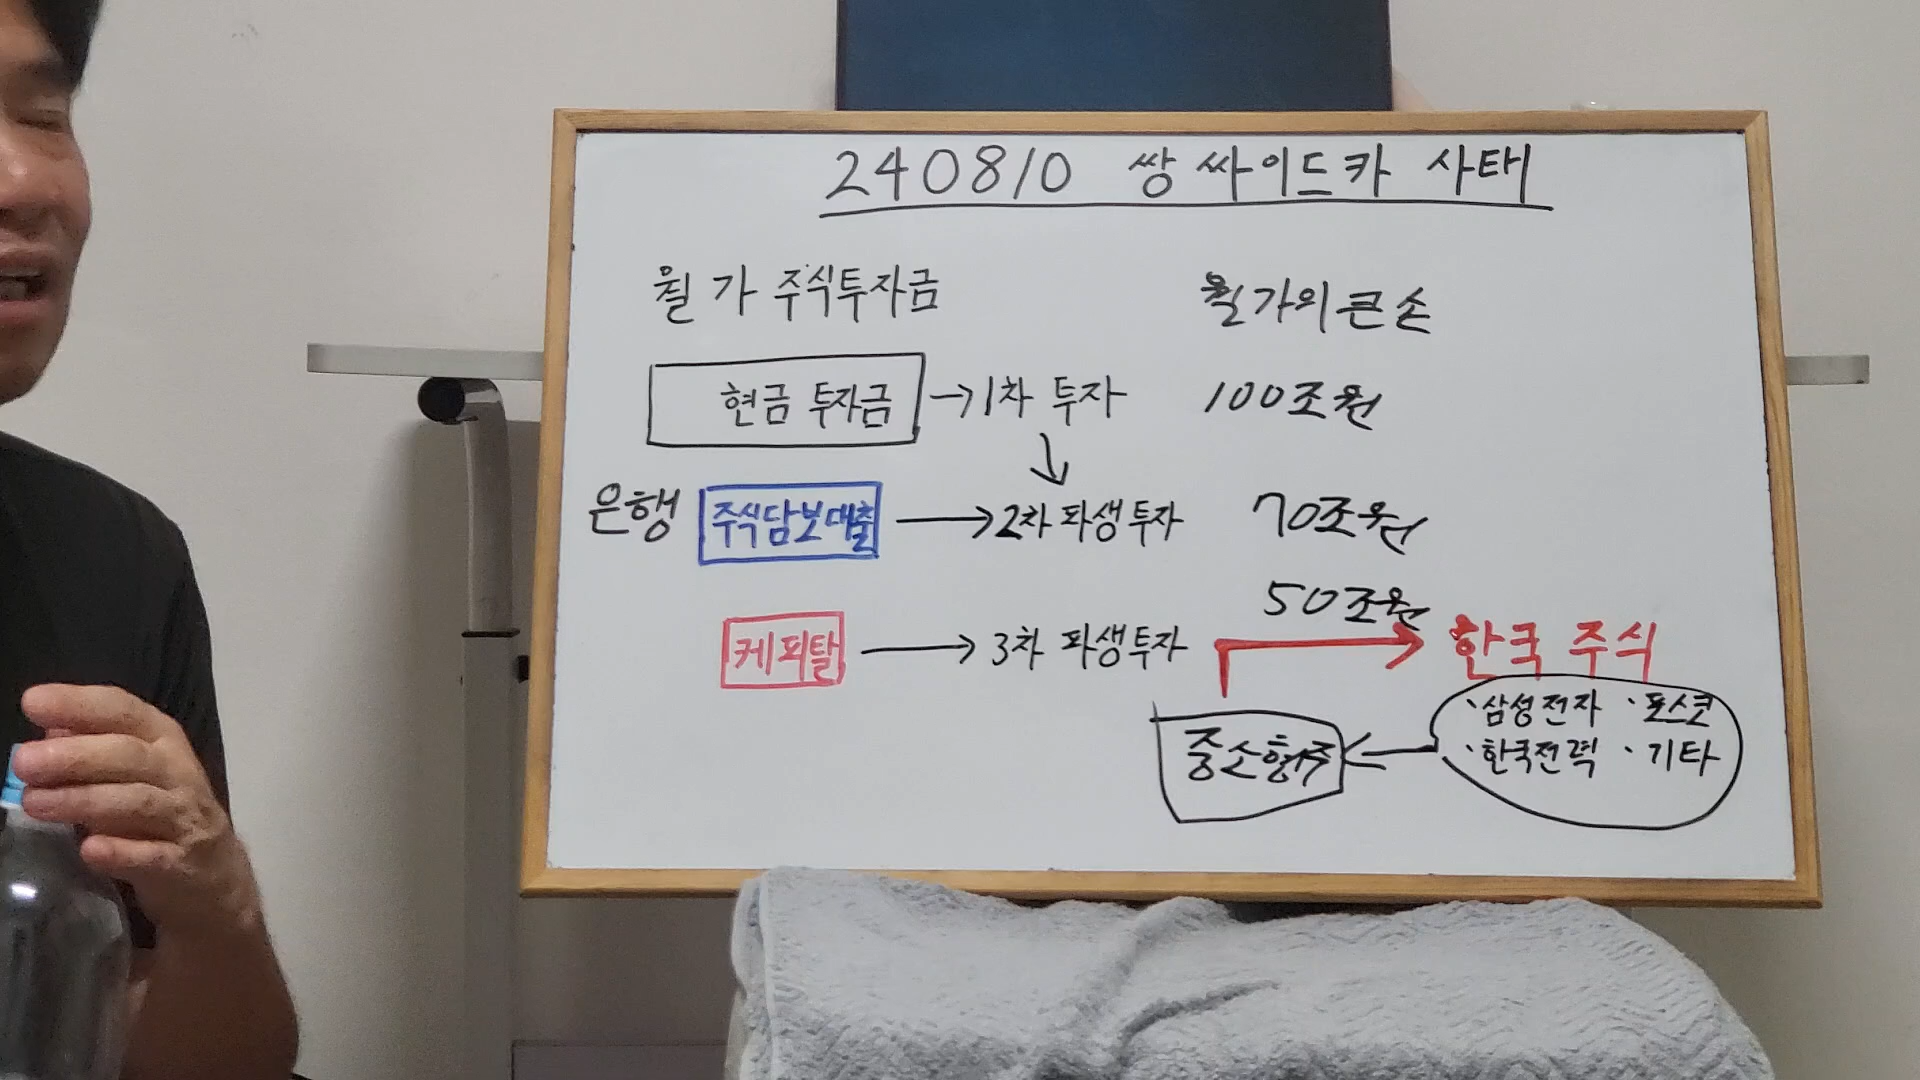 240810 쌍 싸이드카 사태
월가 주식투자금 월가의 큰 손
현금 투자금 → 1차 투자 100조원
↓
은행 주식담보대출 → 2차 파생투자 70조원
50조원
케피탈 → 3차 파생투자 → 한국 주식
· 삼성전자 · 포스코
중소형주 ← · 한국전력 · 기타